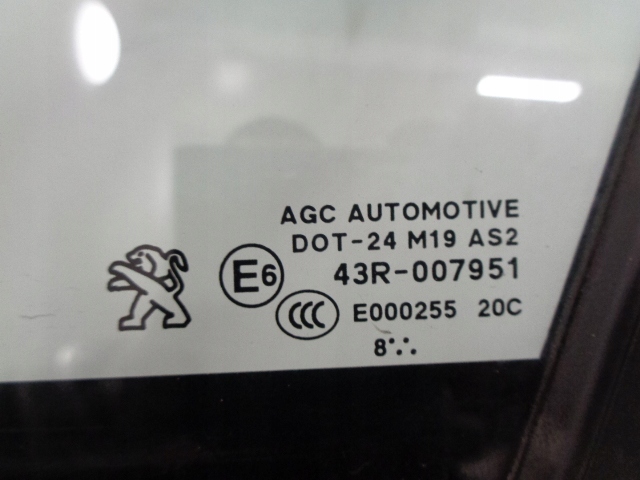 AGC AUTOMOTIVE
DOT-24 M19 AS2
E6 43R-007951
CCC E000255 20C
8